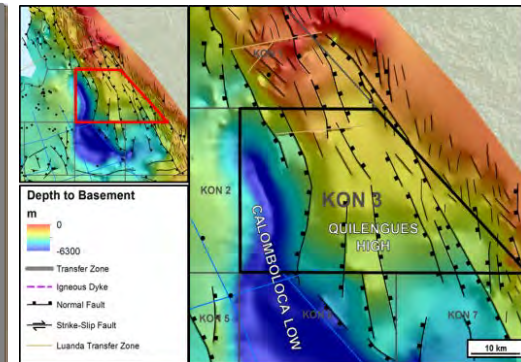 Depth to Basement
m
0
-6300
Transfer Zone
Igneous Dyke
Normal Fault
Strike-Slip Fault
Luanda Transfer Zone
KON 2
KON 3
QUILENGUES
HIGH
CALOMBOLOCA LOW
KON 5
KON 7
10 km